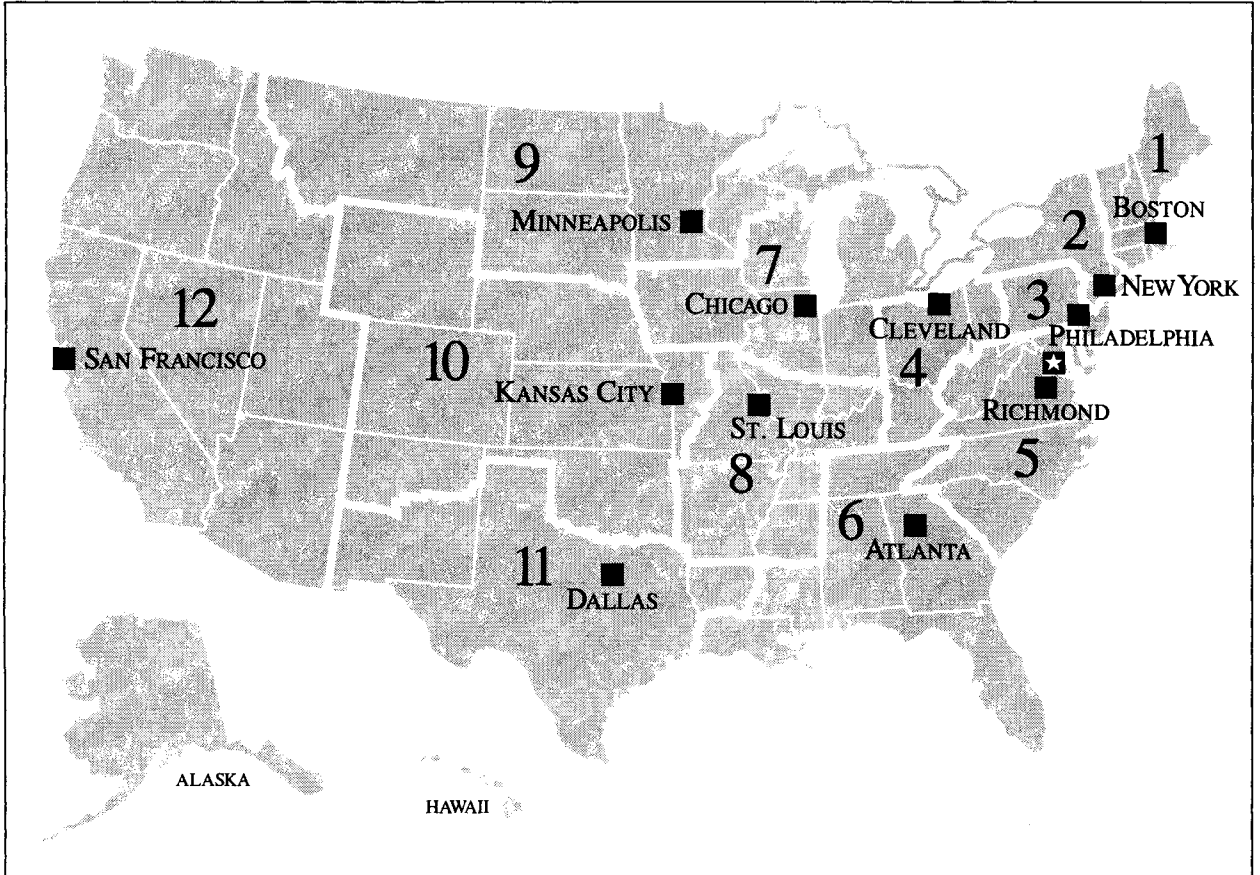 1
9
BOSTON
MINNEAPOLIS
2
7
NEW YORK
12
CHICAGO
3
CLEVELAND
PHILADELPHIA
SAN FRANCISCO
10
4
KANSAS CITY
RICHMOND
ST. LOUIS
5
8
6
ATLANTA
11
DALLAS
ALASKA
HAWAII